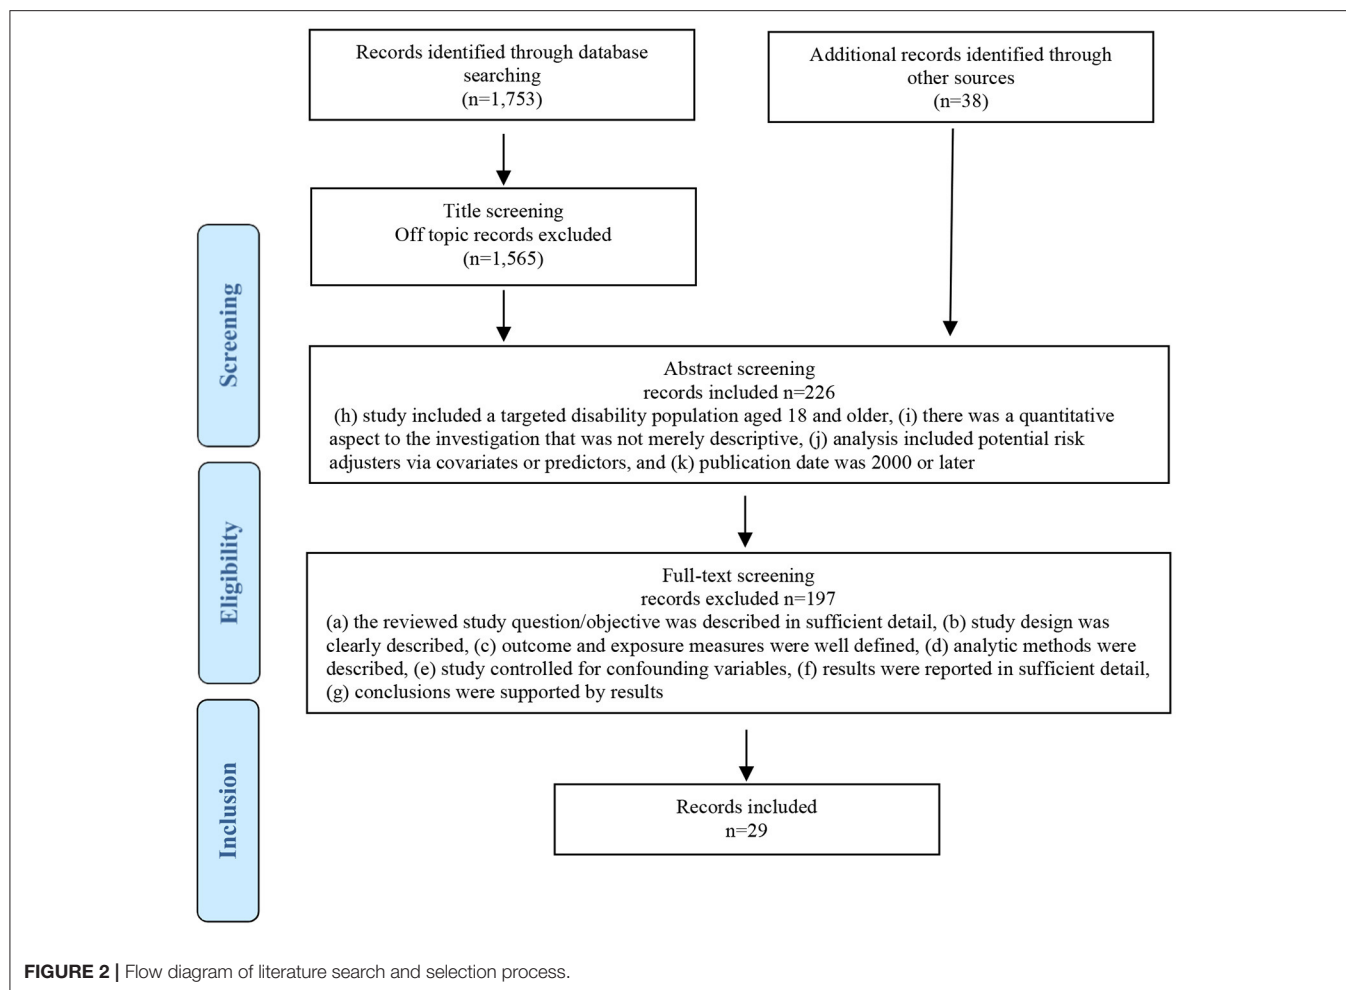 Records identified through database
searching
(n=1,753)
Additional records identified through
other sources
(n=38)
Title screening
Off topic records excluded
(n=1,565)
Screening
Abstract screening
records included n=226
(h) study included a targeted disability population aged 18 and older, (i) there was a quantitative
aspect to the investigation that was not merely descriptive, (j) analysis included potential risk
adjusters via covariates or predictors, and (k) publication date was 2000 or later
Eligibility
Full-text screening
records excluded n=197
(a) the reviewed study question/objective was described in sufficient detail, (b) study design was
clearly described, (c) outcome and exposure measures were well defined, (d) analytic methods were
described, (e) study controlled for confounding variables, (f) results were reported in sufficient detail,
(g) conclusions were supported by results
Inclusion
Records included
n=29
FIGURE 2 | Flow diagram of literature search and selection process.